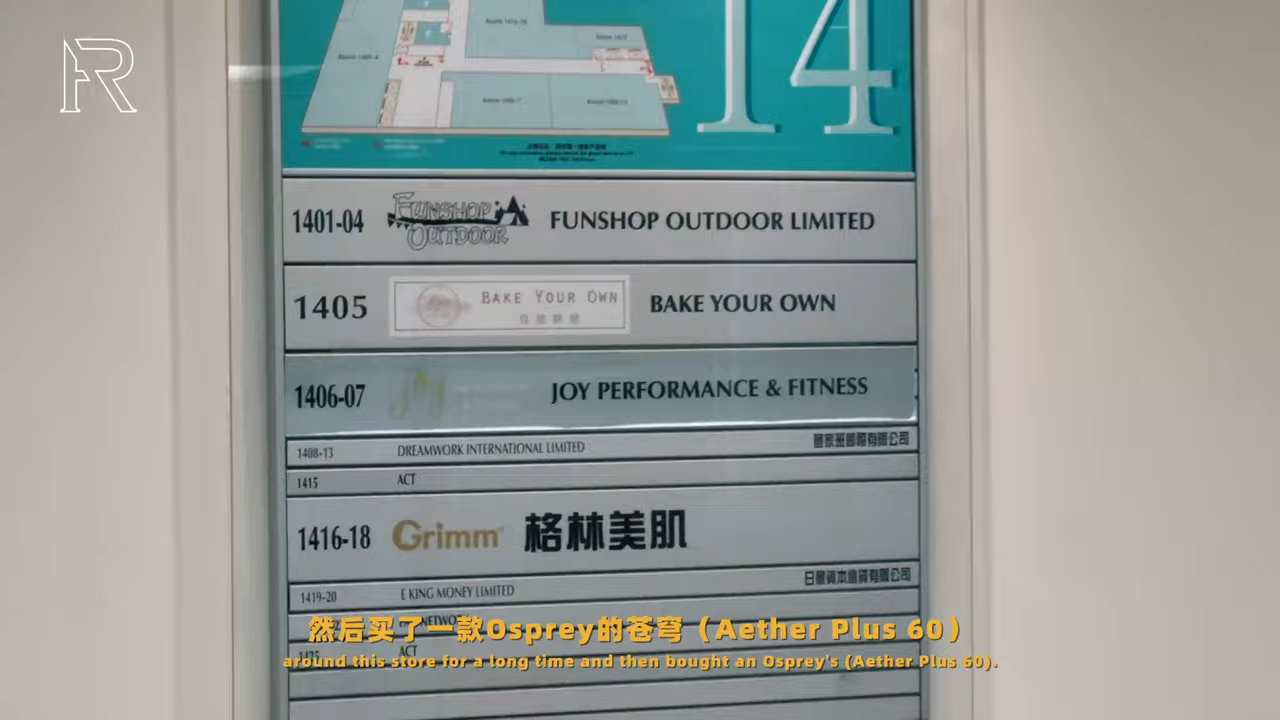 14
1401-04 FUNSHOP OUTDOOR FUNSHOP OUTDOOR LIMITED
1405 BAKE YOUR OWN BAKE YOUR OWN
1406-07 Joy JOY PERFORMANCE & FITNESS
1408-13 DREAMWORK INTERNATIONAL LIMITED
1415 ACT
1416-18 Grimm 格林美肌
1419-20 E KING MONEY LIMITED 日景資本借貸有限公司
然后买了一款Osprey的苍穹（Aether Plus 60）
1425 ACT
around this store for a long time and then bought an Osprey's (Aether Plus 60).